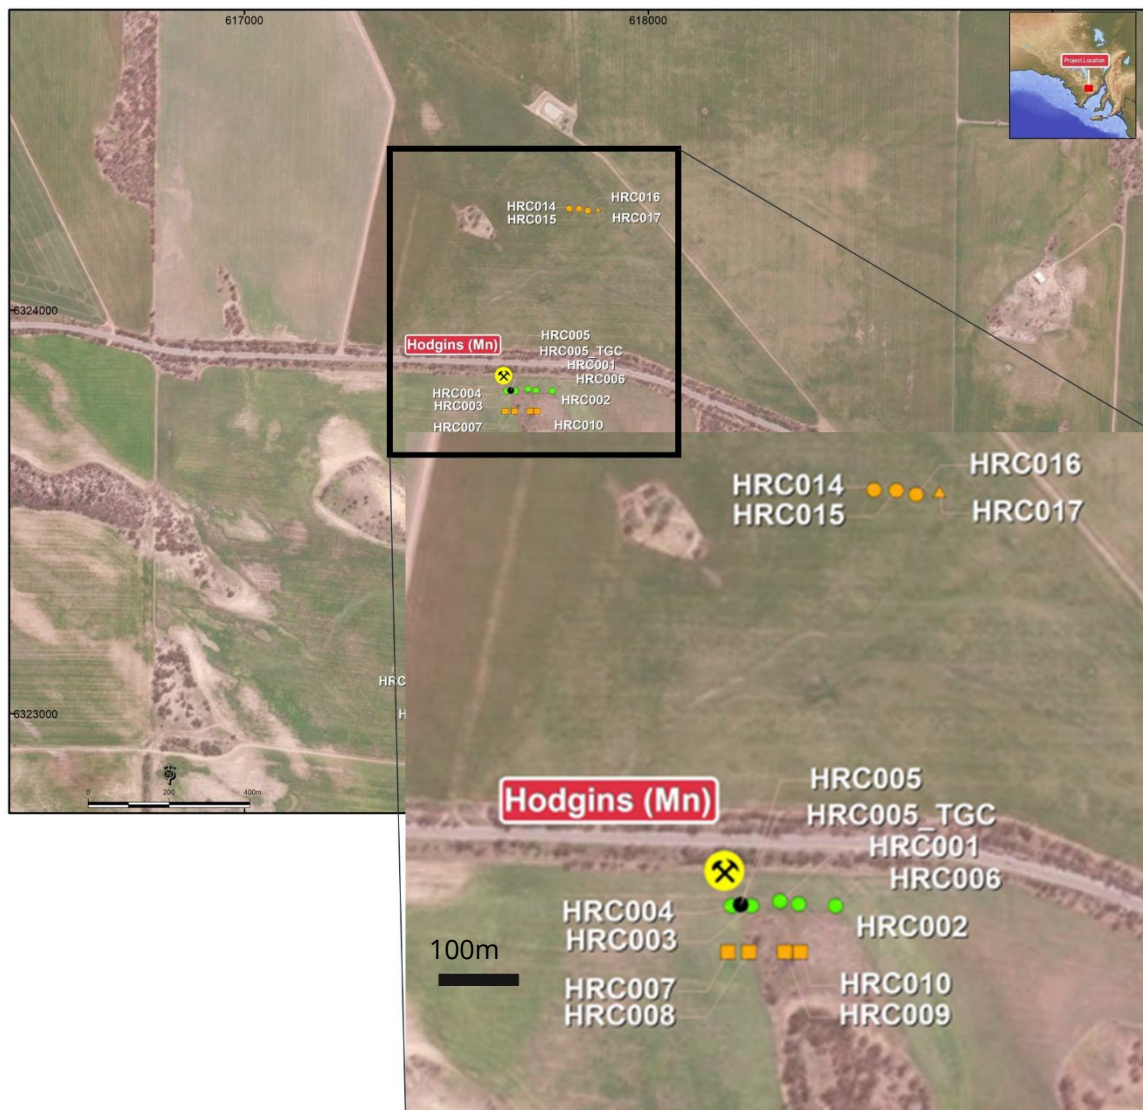 617000
618000
Project Location
HRC016
HRC014
HRC015
HRC017
6324000
HRC005
Hodgins (Mn)
HRC005_TGC
HRC001
HRC006
HRC004
HRC002
HRC003
HRC007
HRC010
HRC016
HRC014
HRC015
HRC017
HRC
6323000
H
0
200
400m
HRC005
Hodgins (Mn)
HRC005_TGC
HRC001
HRC006
HRC004
HRC002
HRC003
100m
HRC007
HRC010
HRC008
HRC009